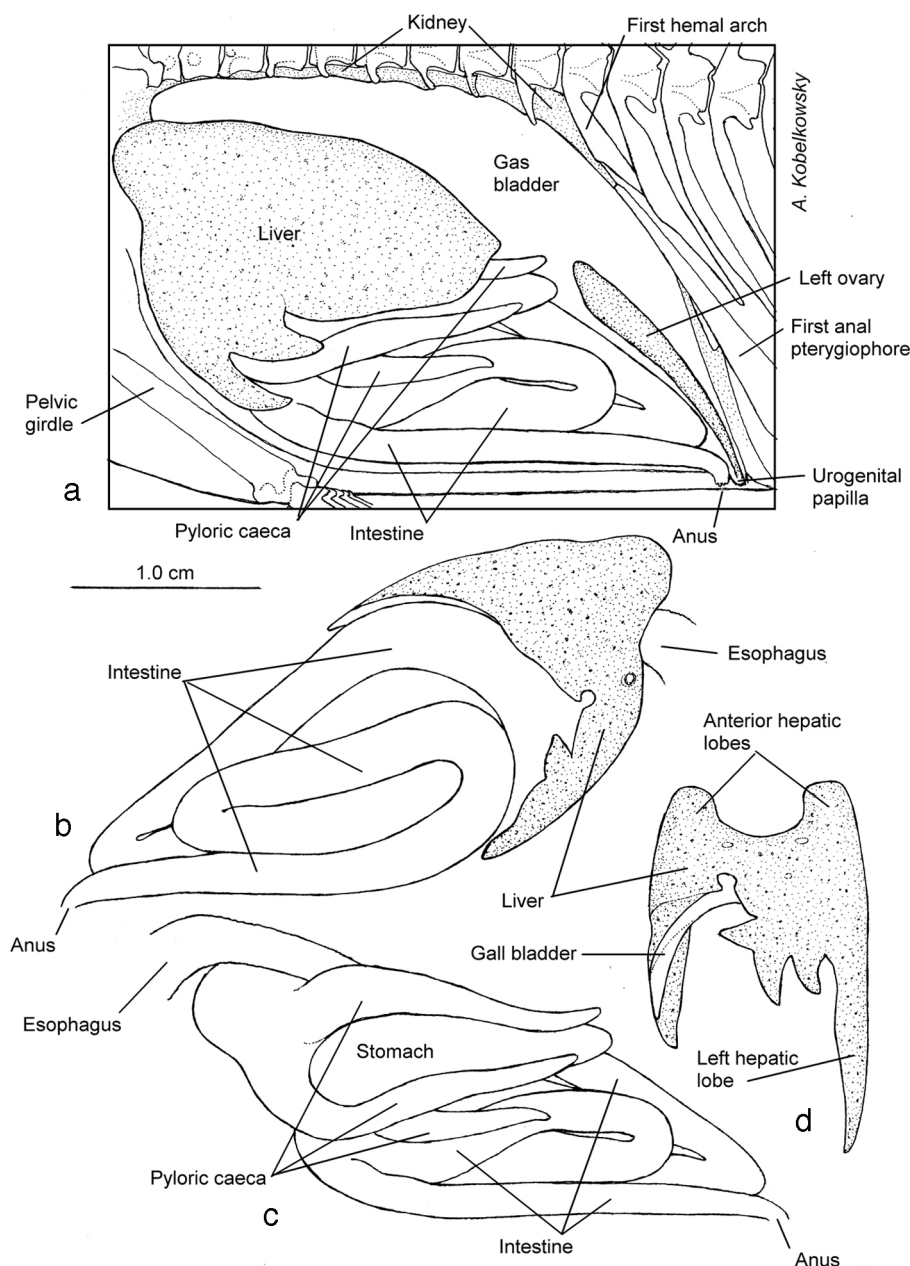 Kidney
First hemal arch
A. Kobelkowsky
Gas
bladder
Liver
Left ovary
First anal
pterygiophore
Pelvic
girdle
a
Urogenital
papilla
Pyloric caeca
Intestine
Anus
1.0 cm
Esophagus
Intestine
Anterior hepatic
lobes
b
Liver
Anus
Gall bladder
Esophagus
Stomach
Left hepatic
lobe
d
Pyloric caeca
c
Intestine
Anus